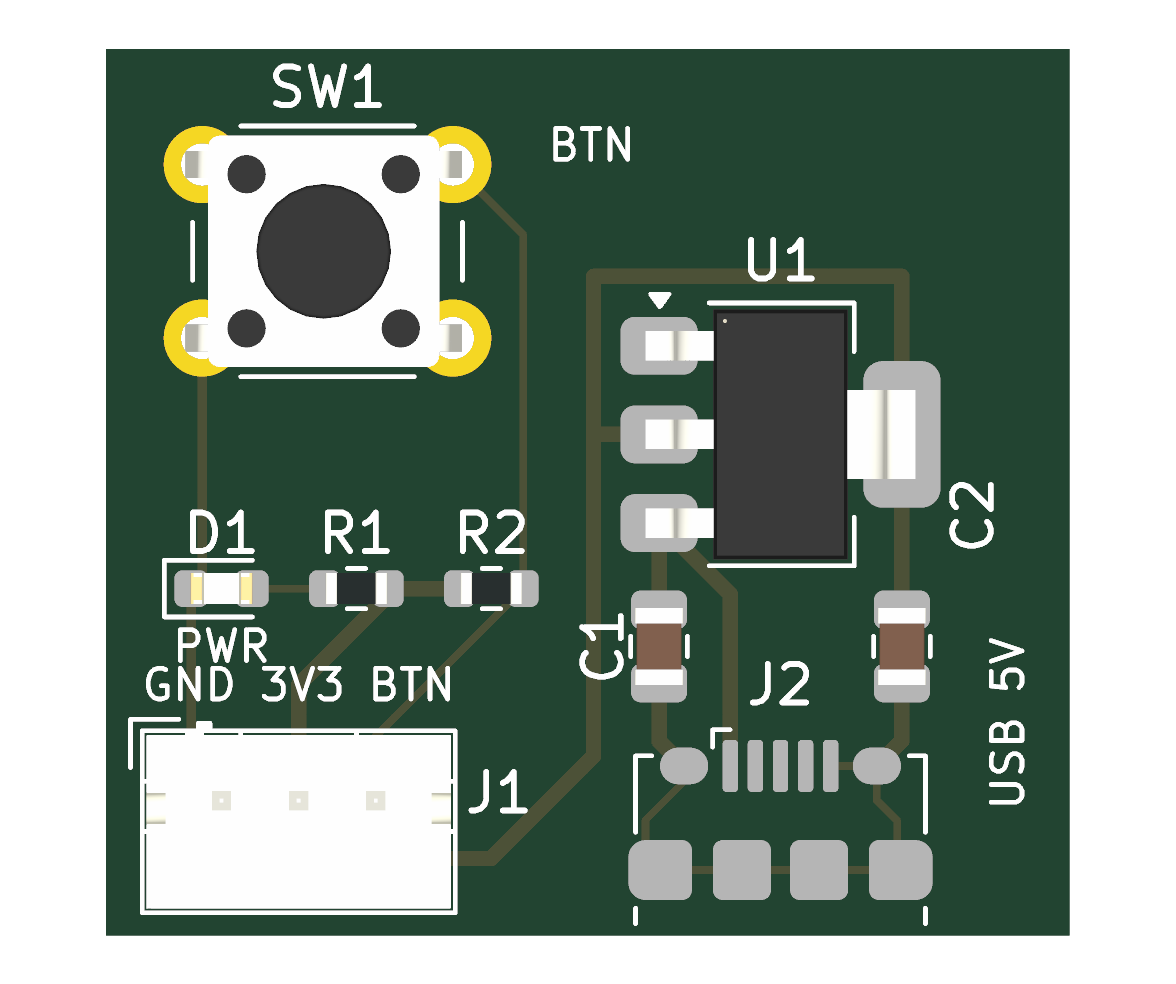 SW1
BTN
U1
C2
D1 R1 R2
PWR
C1
GND 3V3 BTN
J2
USB 5V
J1